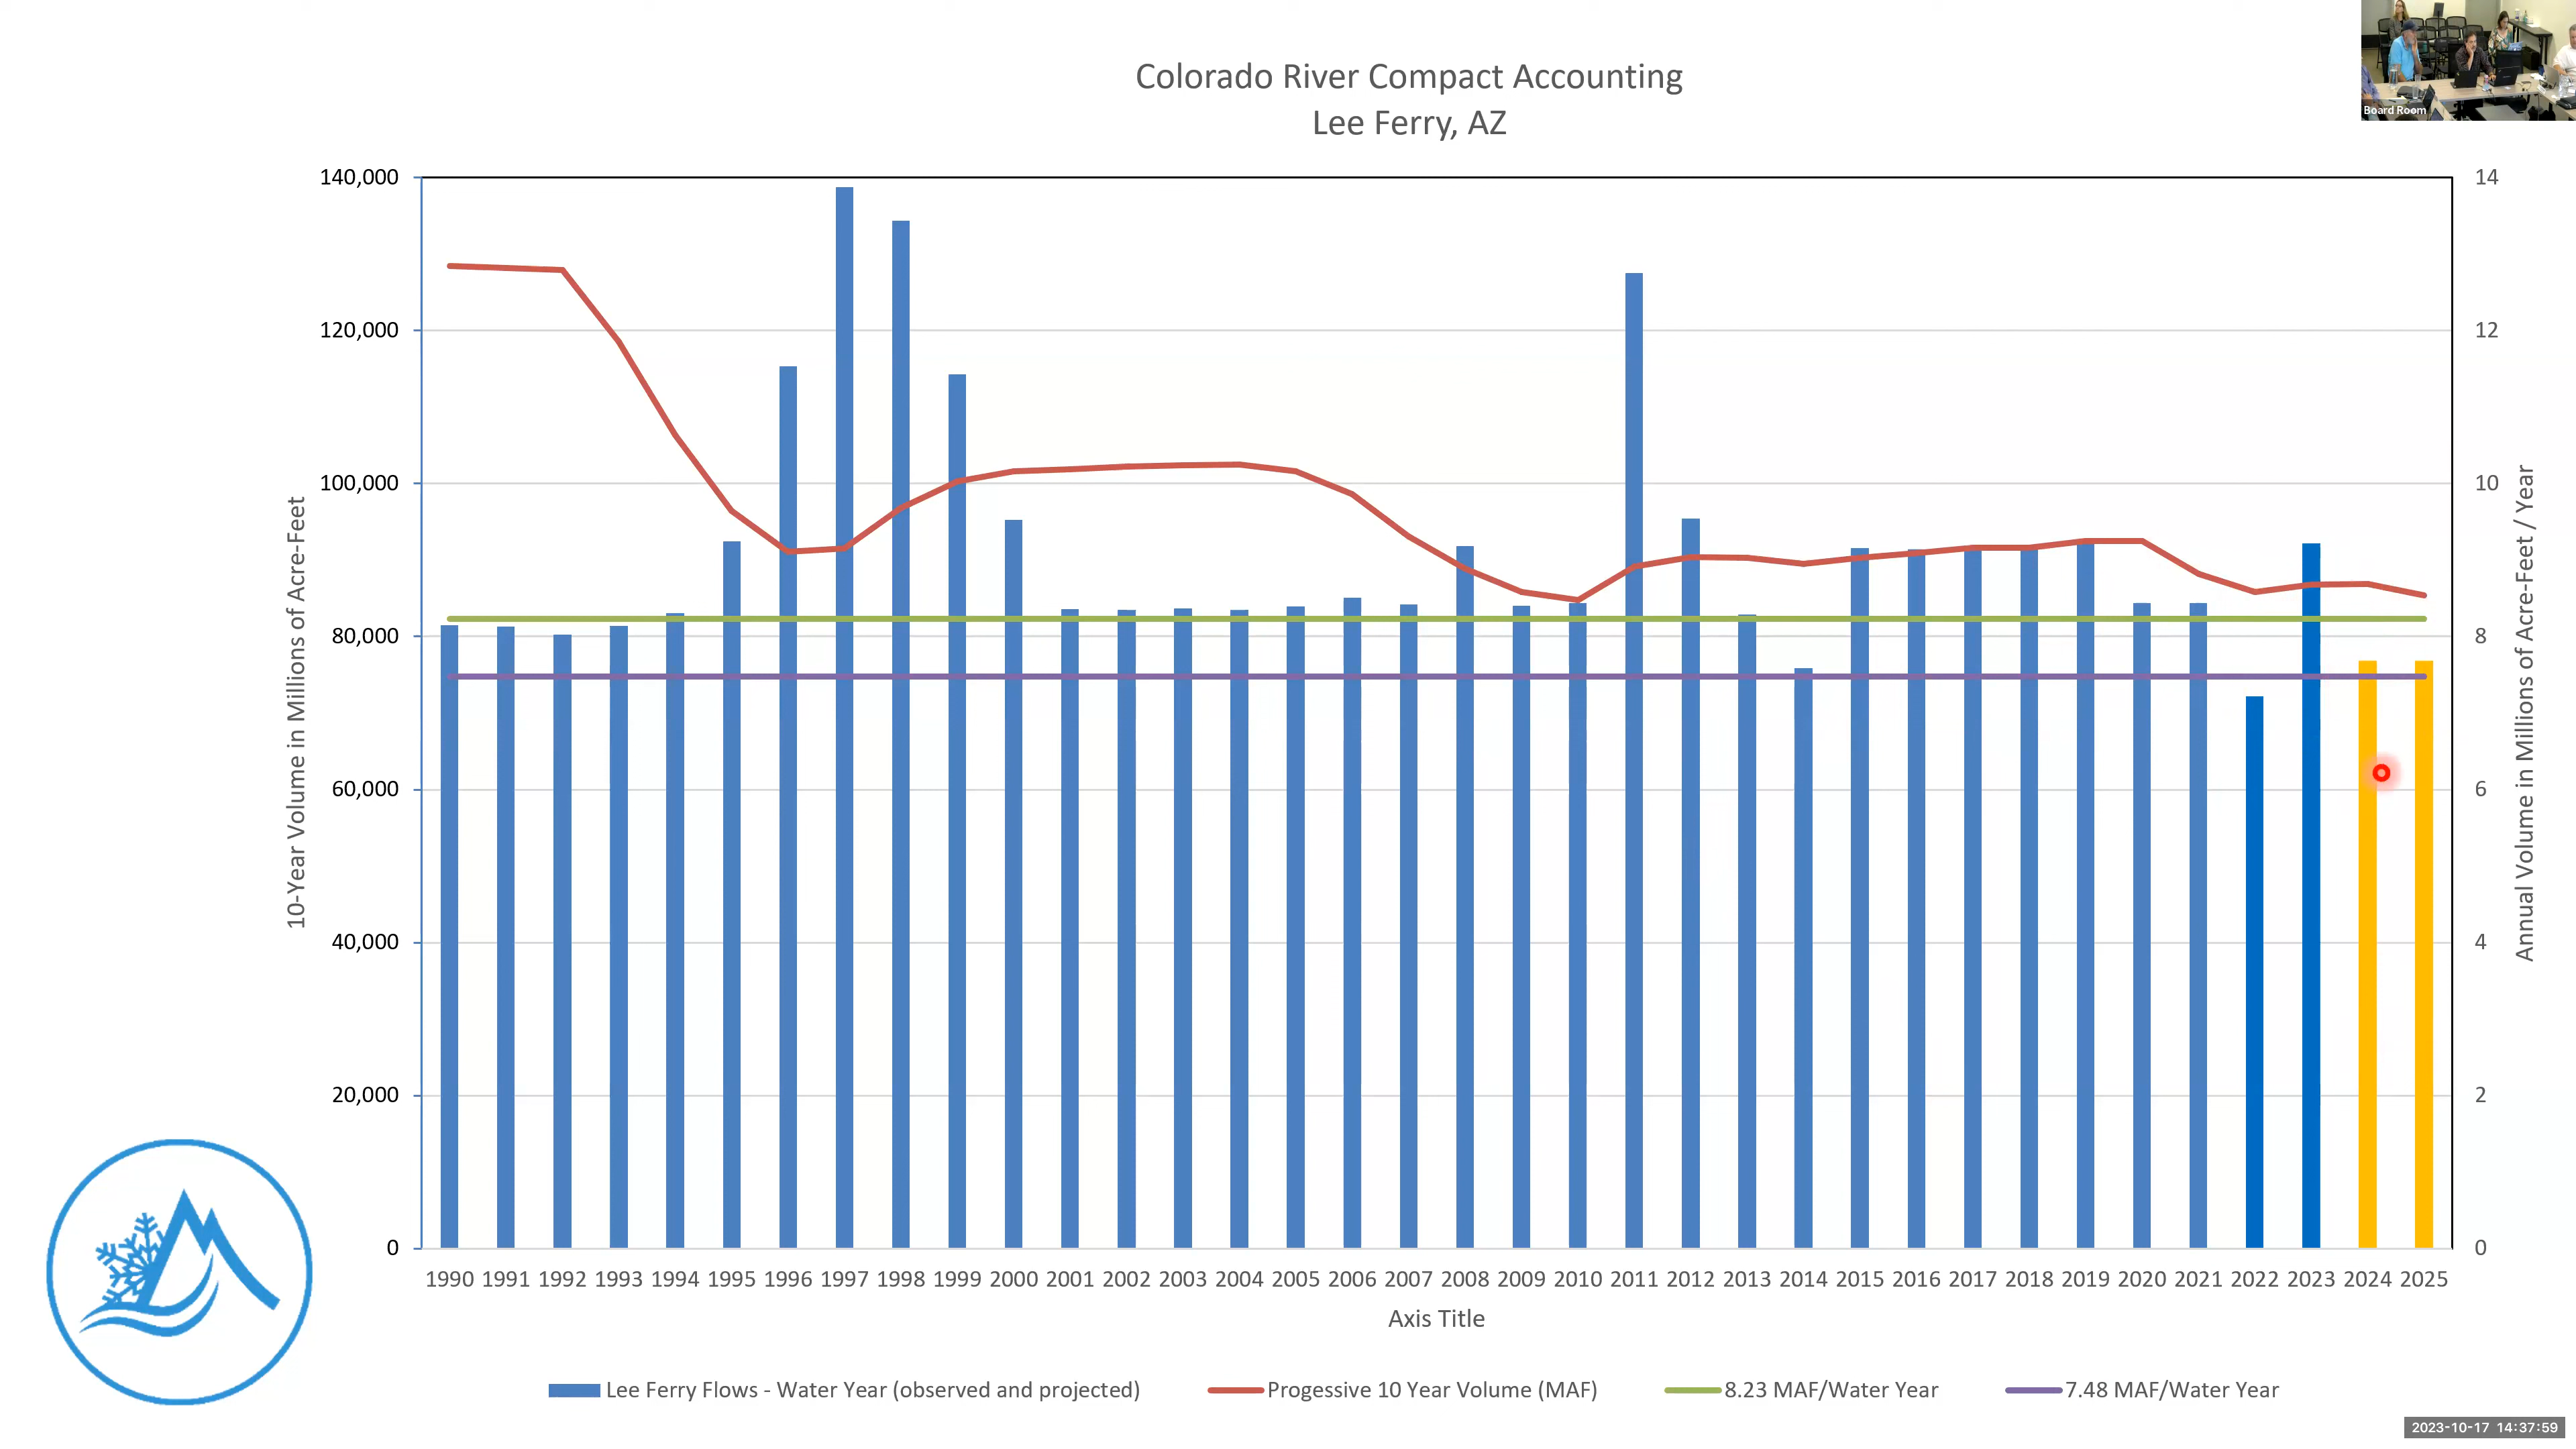 Board Room
Colorado River Compact Accounting
Lee Ferry, AZ
10-Year Volume in Millions of Acre-Feet
140,000
120,000
100,000
80,000
60,000
40,000
20,000
0
14
12
10
8
6
4
2
0
Annual Volume in Millions of Acre-Feet / Year
1990 1991 1992 1993 1994 1995 1996 1997 1998 1999 2000 2001 2002 2003 2004 2005 2006 2007 2008 2009 2010 2011 2012 2013 2014 2015 2016 2017 2018 2019 2020 2021 2022 2023 2024 2025
Axis Title
Lee Ferry Flows - Water Year (observed and projected) Progessive 10 Year Volume (MAF) 8.23 MAF/Water Year 7.48 MAF/Water Year
2023-10-17 14:37:59